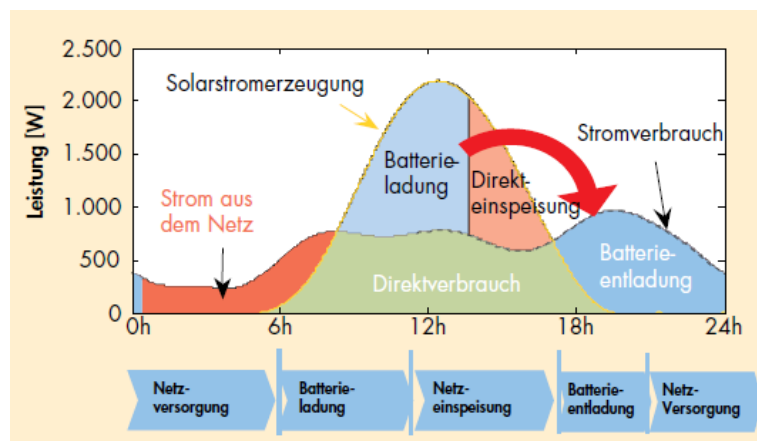 Leistung [W]
2.500
2.000
1.500
1.000
500
0
Solarstromerzeugung
Stromverbrauch
Batterie-
ladung
Direkt-
einspeisung
Strom aus
dem Netz
Batterie-
entladung
Direktverbrauch
0h
6h
12h
18h
24h
Netz-
versorgung
Batterie-
ladung
Netz-
einspeisung
Batterie-
entladung
Netz-
Versorgung